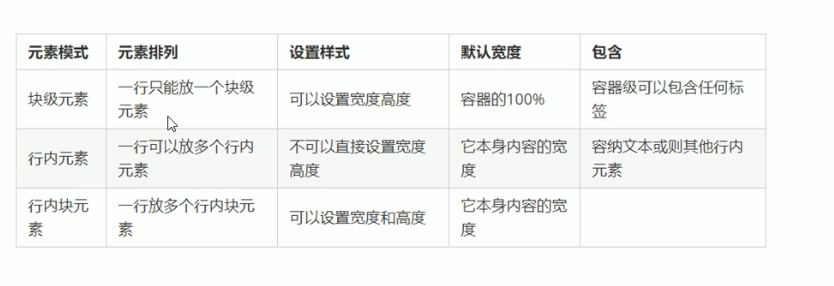 元素模式 元素排列 设置样式 默认宽度 包含
块级元素 一行只能放一个块级元素 可以设置宽度高度 容器的100% 容器级可以包含任何标签
行内元素 一行可以放多个行内元素 不可以直接设置宽度高度 它本身内容的宽度 容纳文本或则其他行内元素
行内块元素 一行放多个行内块元素 可以设置宽度和高度 它本身内容的宽度